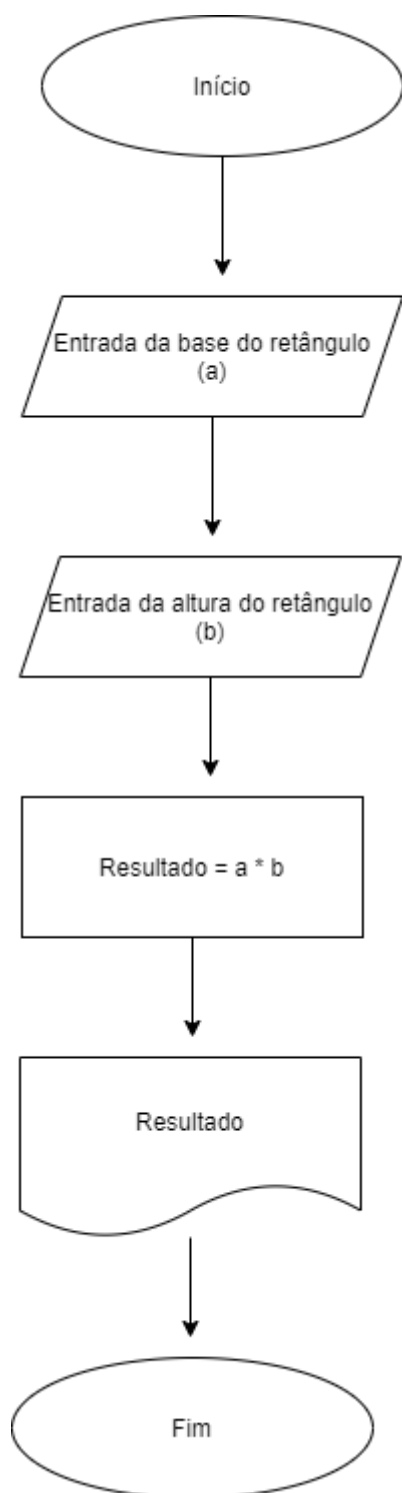 Início
Entrada da base do retângulo
(a)
Entrada da altura do retângulo
(b)
Resultado = a * b
Resultado
Fim